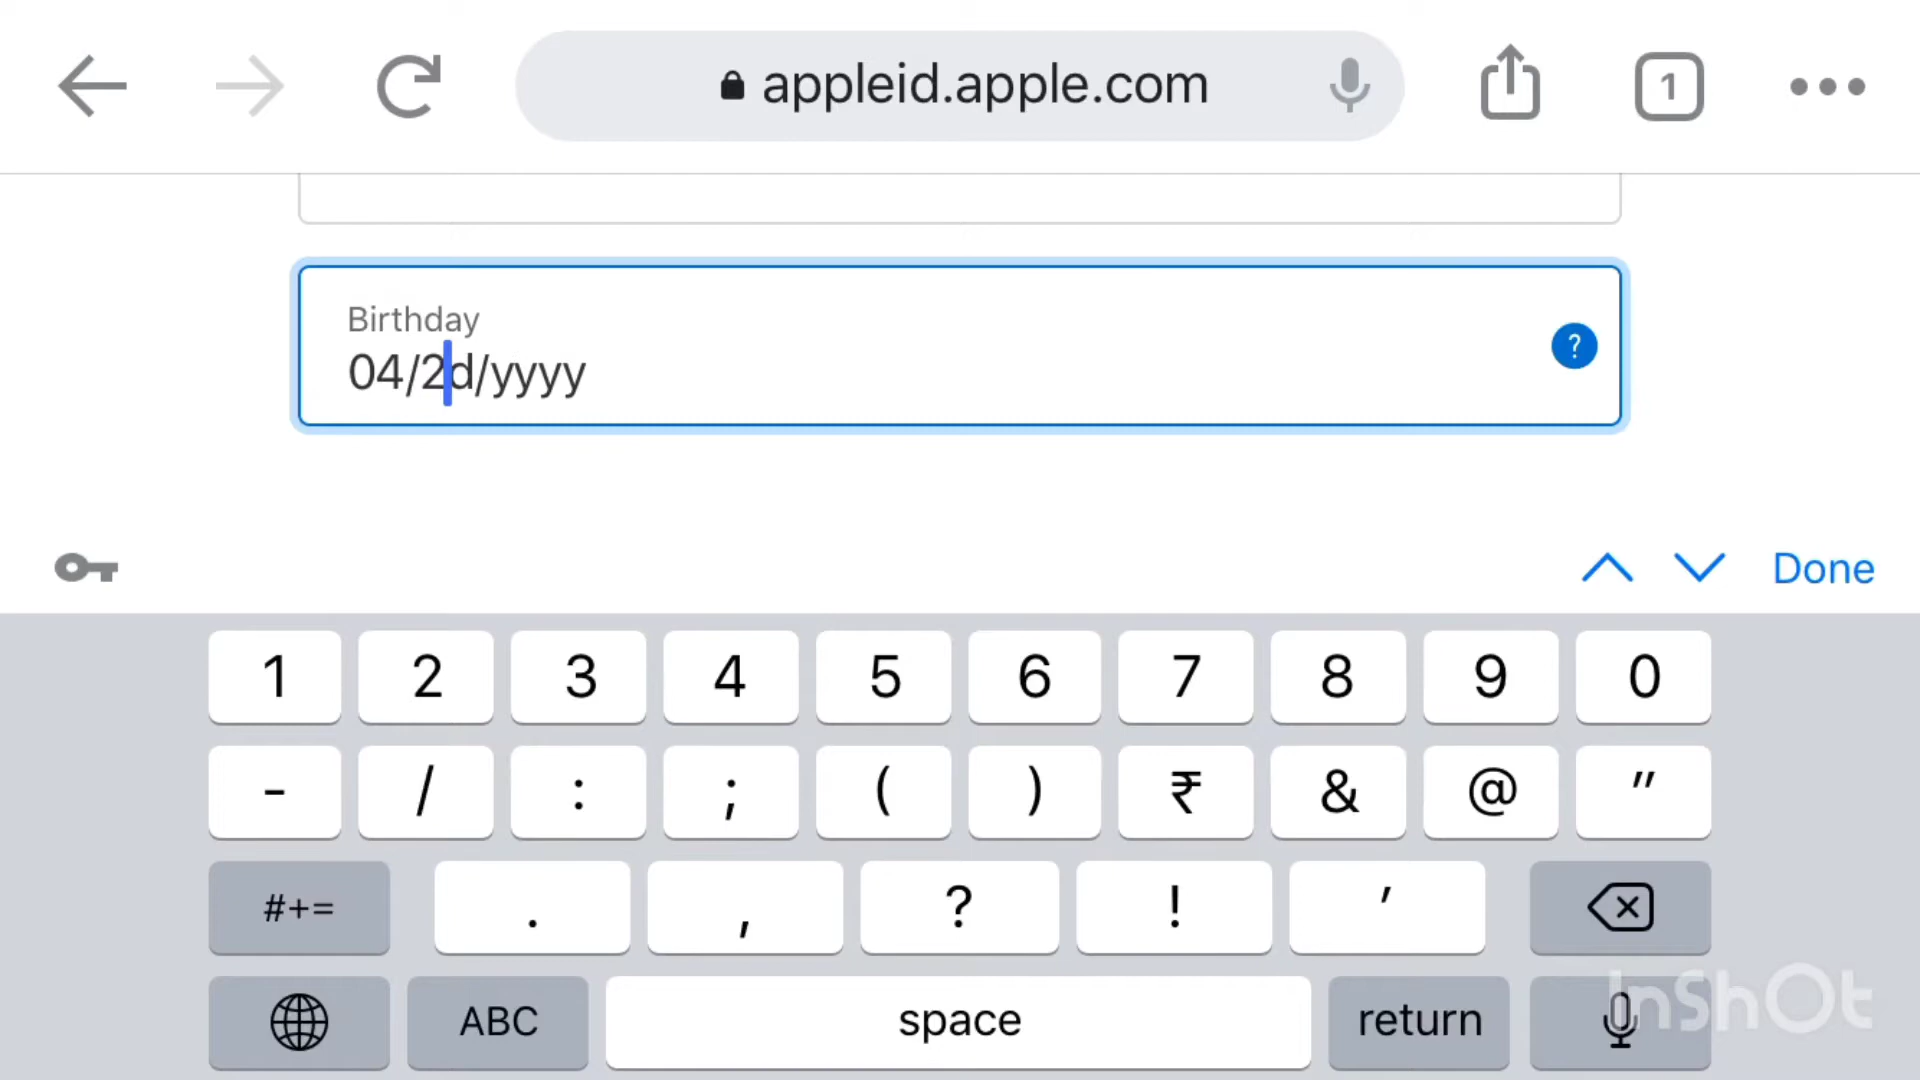 appleid.apple.com
1
Birthday
04/2d/yyyy
?
Done
1 2 3 4 5 6 7 8 9 0
- / : ; ( ) ₹ & @ "
#+= . , ? ! '
ABC space return
InShOt